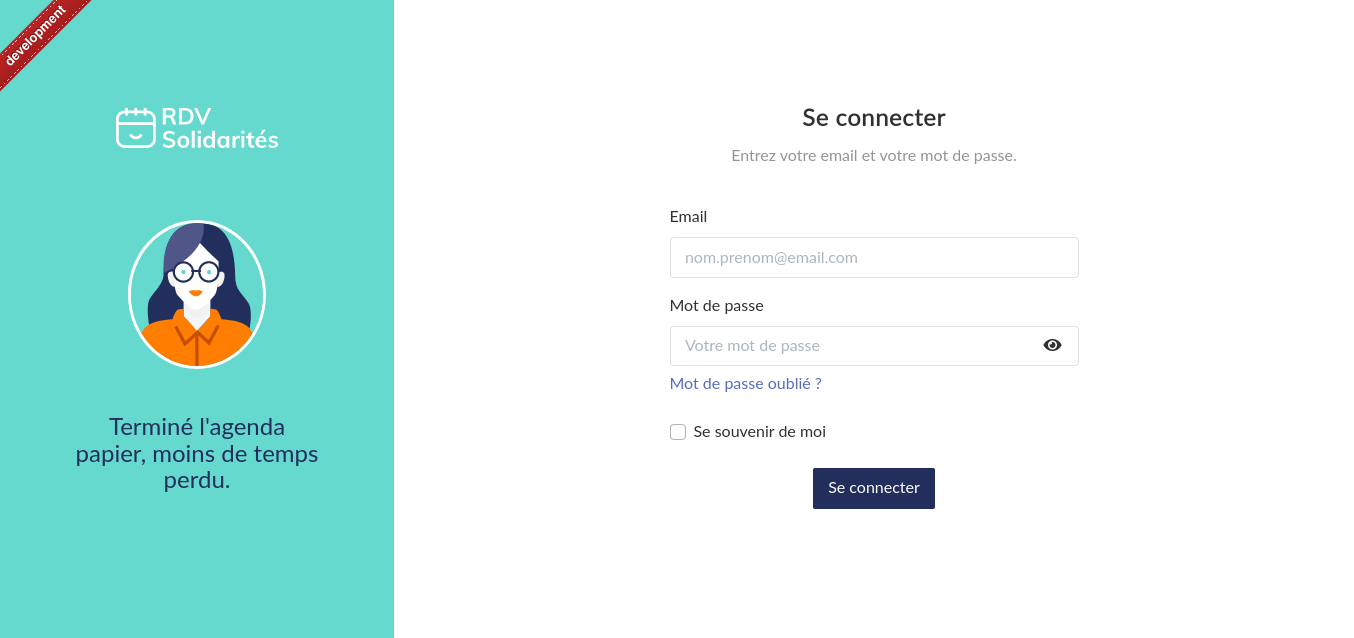 development
RDV
Solidarités
Terminé l'agenda
papier, moins de temps
perdu.
Se connecter
Entrez votre email et votre mot de passe.
Email
nom.prenom@email.com
Mot de passe
Votre mot de passe
Mot de passe oublié ?
Se souvenir de moi
Se connecter